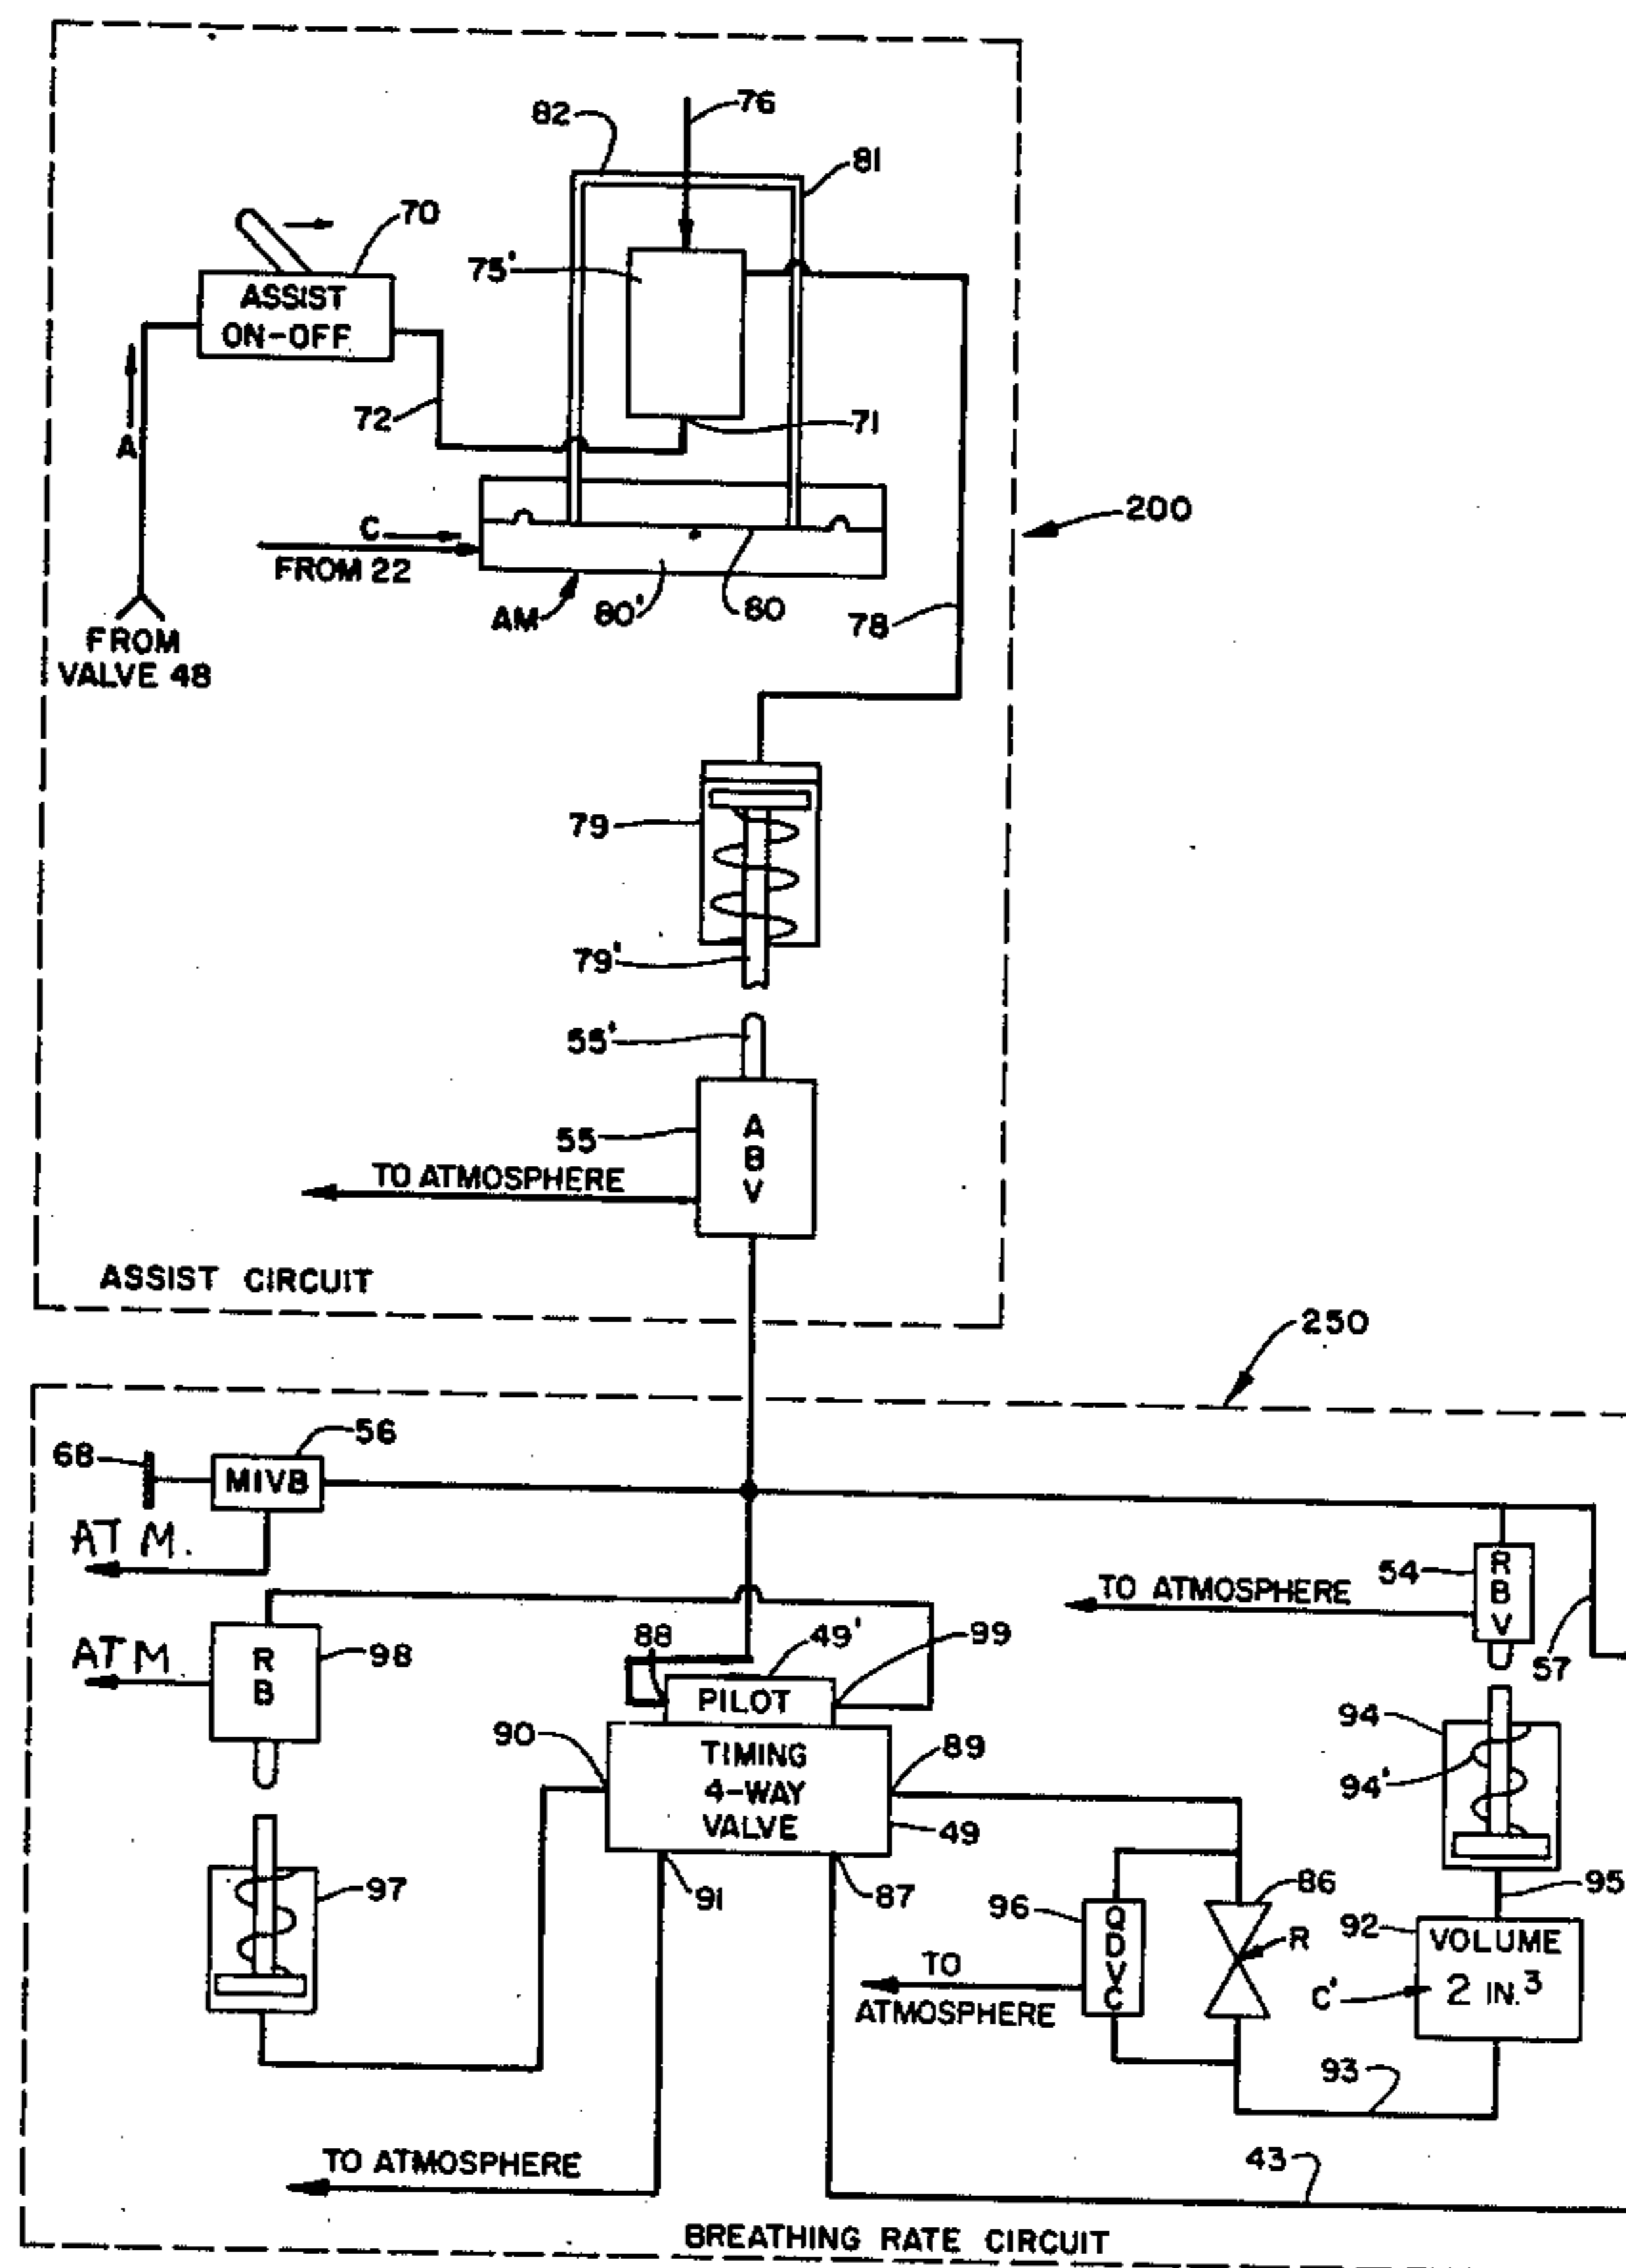 76
82
81
70
75'
ASSIST
ON-OFF
72
71
A
200
C
FROM 22
AM
80'
80
78
FROM
VALVE 48
79
79'
55'
55
A
B
V
TO ATMOSPHERE
ASSIST CIRCUIT
250
56
68
MIVB
ATM.
54
R
B
V
TO ATMOSPHERE
88
49'
99
57
ATM
R
B
98
PILOT
94
90
TIMING
4-WAY
VALVE
89
94'
49
97
91
87
86
95
96
Q
D
V
C
R
92
VOLUME
2 IN.3
C'
TO
ATMOSPHERE
93
TO ATMOSPHERE
43
BREATHING RATE CIRCUIT